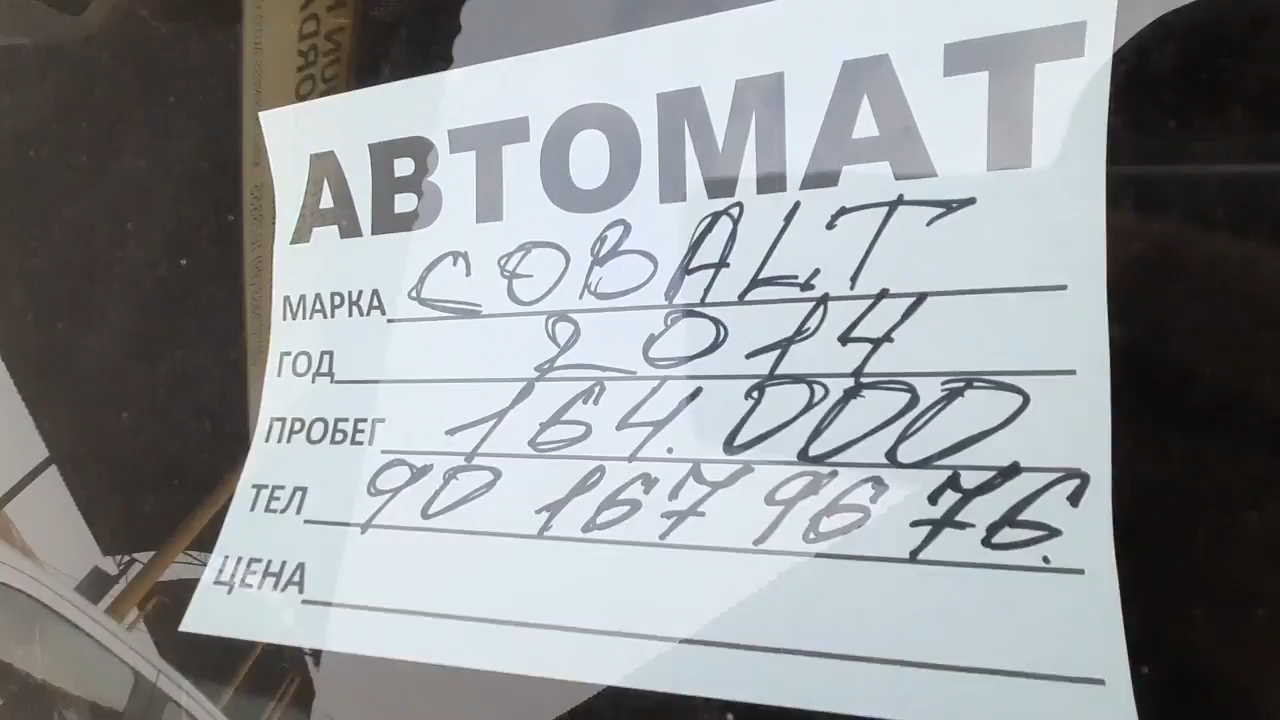 АВТОМАТ
МАРКА COBALT
ГОД 2014
ПРОБЕГ 164.000
ТЕЛ 90 167 96 76.
ЦЕНА